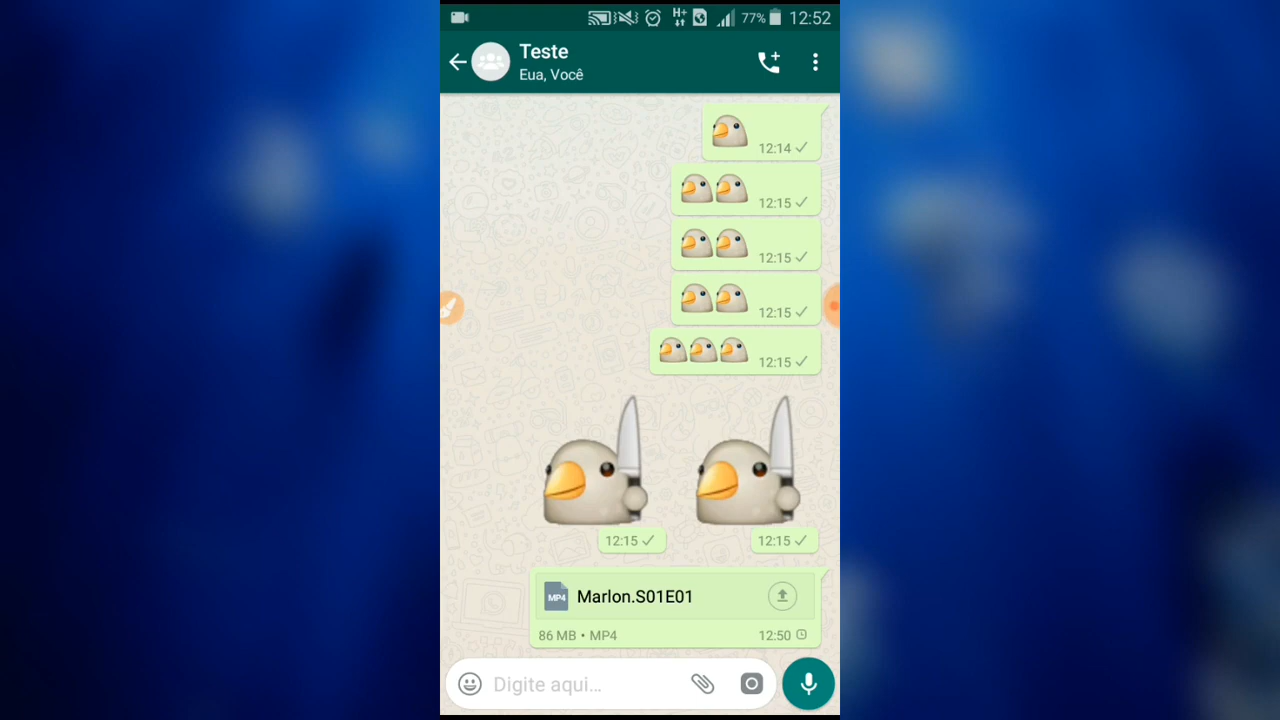 H+ 77% 12:52
Teste
Eua, Você
12:14
12:15
12:15
12:15
12:15
12:15 12:15
MP4 Marlon.S01E01
86 MB • MP4 12:50
Digite aqui...